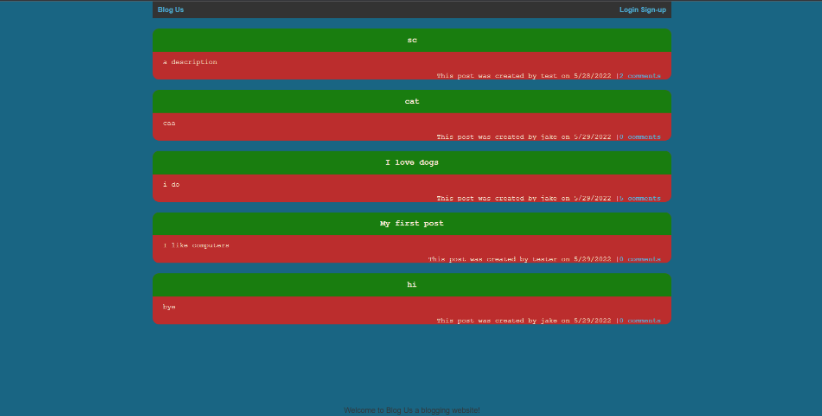 Blog Us
Login Sign-up
sc
a description
This post was created by test on 5/28/2022 |2 comments
cat
caa
This post was created by jake on 5/29/2022 |0 comments
I love dogs
i do
This post was created by jake on 5/29/2022 |5 comments
My first post
i like computers
This post was created by tester on 5/29/2022 |0 comments
hi
bye
This post was created by jake on 5/29/2022 |0 comments
Welcome to Blog Us a blogging website!